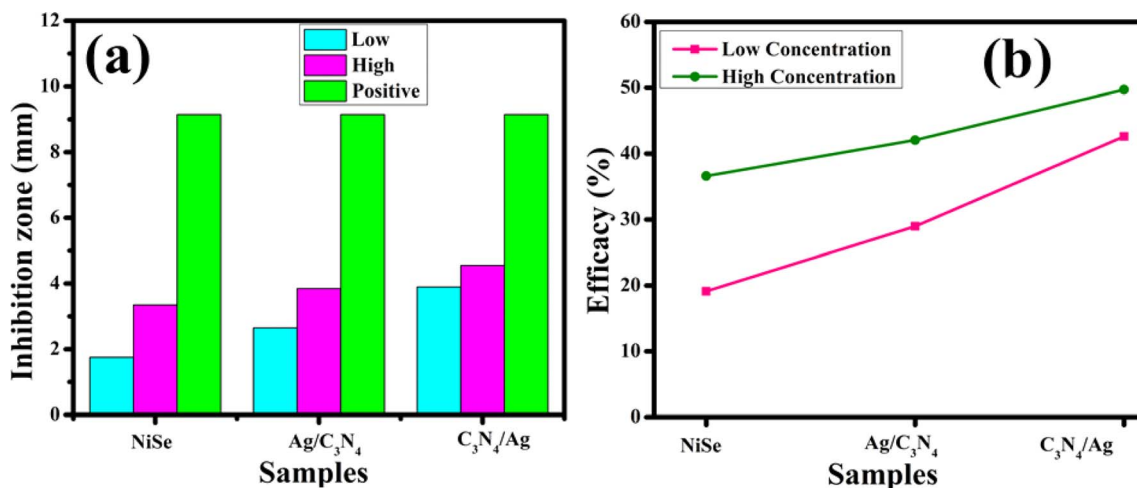 (a)
Low
High
Positive
Inhibition zone (mm)
12
10
8
6
4
2
0
NiSe
Ag/C₃N₄
C₃N₄/Ag
Samples
(b)
Low Concentration
High Concentration
Efficacy (%)
60
50
40
30
20
10
0
NiSe
Ag/C₃N₄
C₃N₄/Ag
Samples